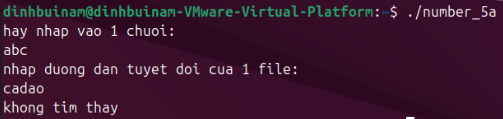 dinhbuinam@dinhbuinam-VMware-Virtual-Platform:~$ ./number_5a
hay nhap vao 1 chuoi:
abc
nhap duong dan tuyet doi cua 1 file:
cadao
khong tim thay